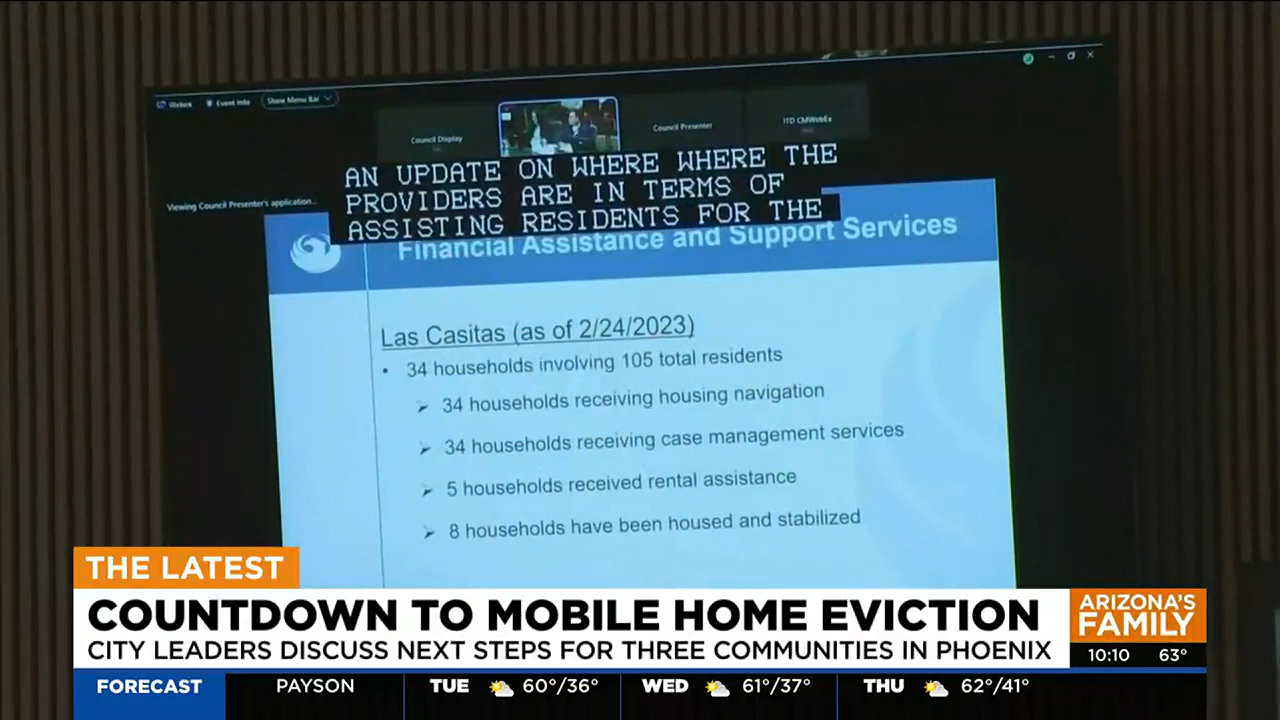 Webex
Event Info
Show Menu Bar
Council Display
Council Presenter
ITD CMWebEx
Viewing Council Presenter's application...
AN UPDATE ON WHERE WHERE THE
PROVIDERS ARE IN TERMS OF
ASSISTING RESIDENTS FOR THE
Financial Assistance and Support Services
Las Casitas (as of 2/24/2023)
• 34 households involving 105 total residents
➢ 34 households receiving housing navigation
➢ 34 households receiving case management services
➢ 5 households received rental assistance
➢ 8 households have been housed and stabilized
THE LATEST
COUNTDOWN TO MOBILE HOME EVICTION
CITY LEADERS DISCUSS NEXT STEPS FOR THREE COMMUNITIES IN PHOENIX
ARIZONA'S
FAMILY
10:10 63°
FORECAST PAYSON TUE 60°/36° WED 61°/37° THU 62°/41°